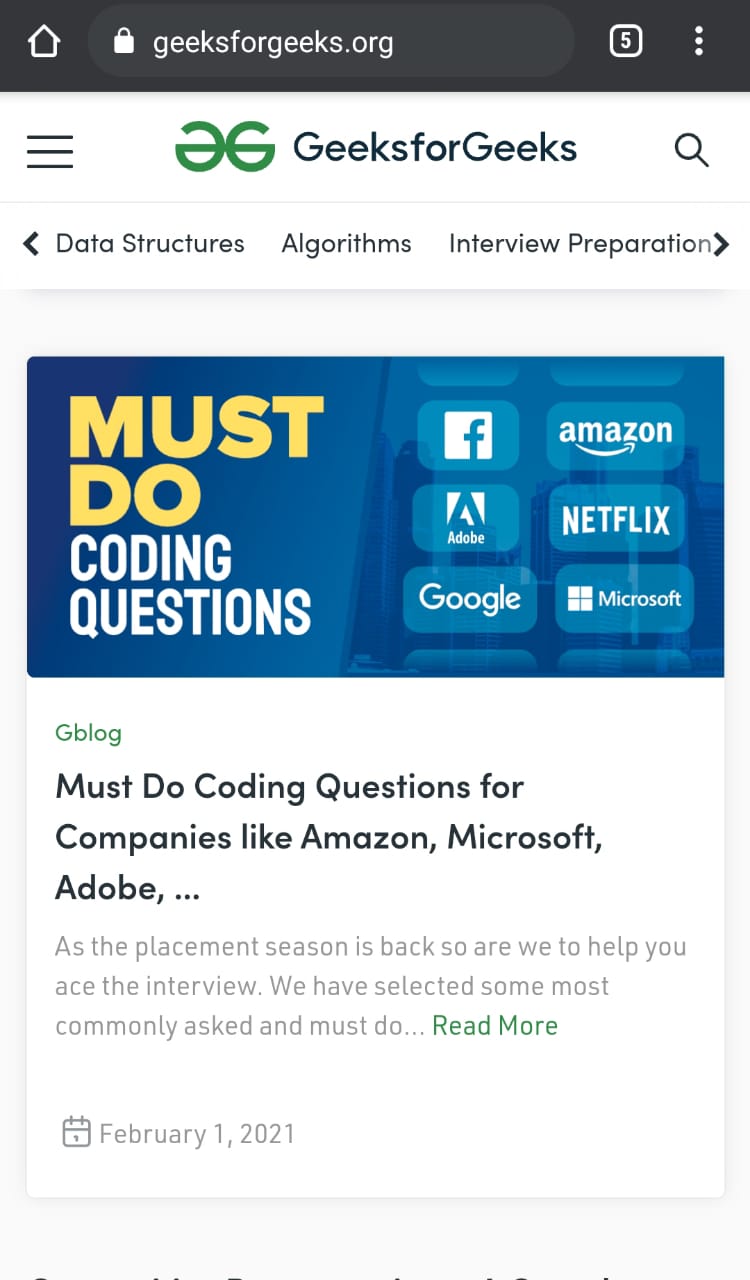 geeksforgeeks.org
5
GeeksforGeeks
Data Structures Algorithms Interview Preparation
MUST
DO
CODING
QUESTIONS
amazon
Adobe
NETFLIX
Google
Microsoft
Gblog
Must Do Coding Questions for
Companies like Amazon, Microsoft,
Adobe, ...
As the placement season is back so are we to help you
ace the interview. We have selected some most
commonly asked and must do... Read More
February 1, 2021